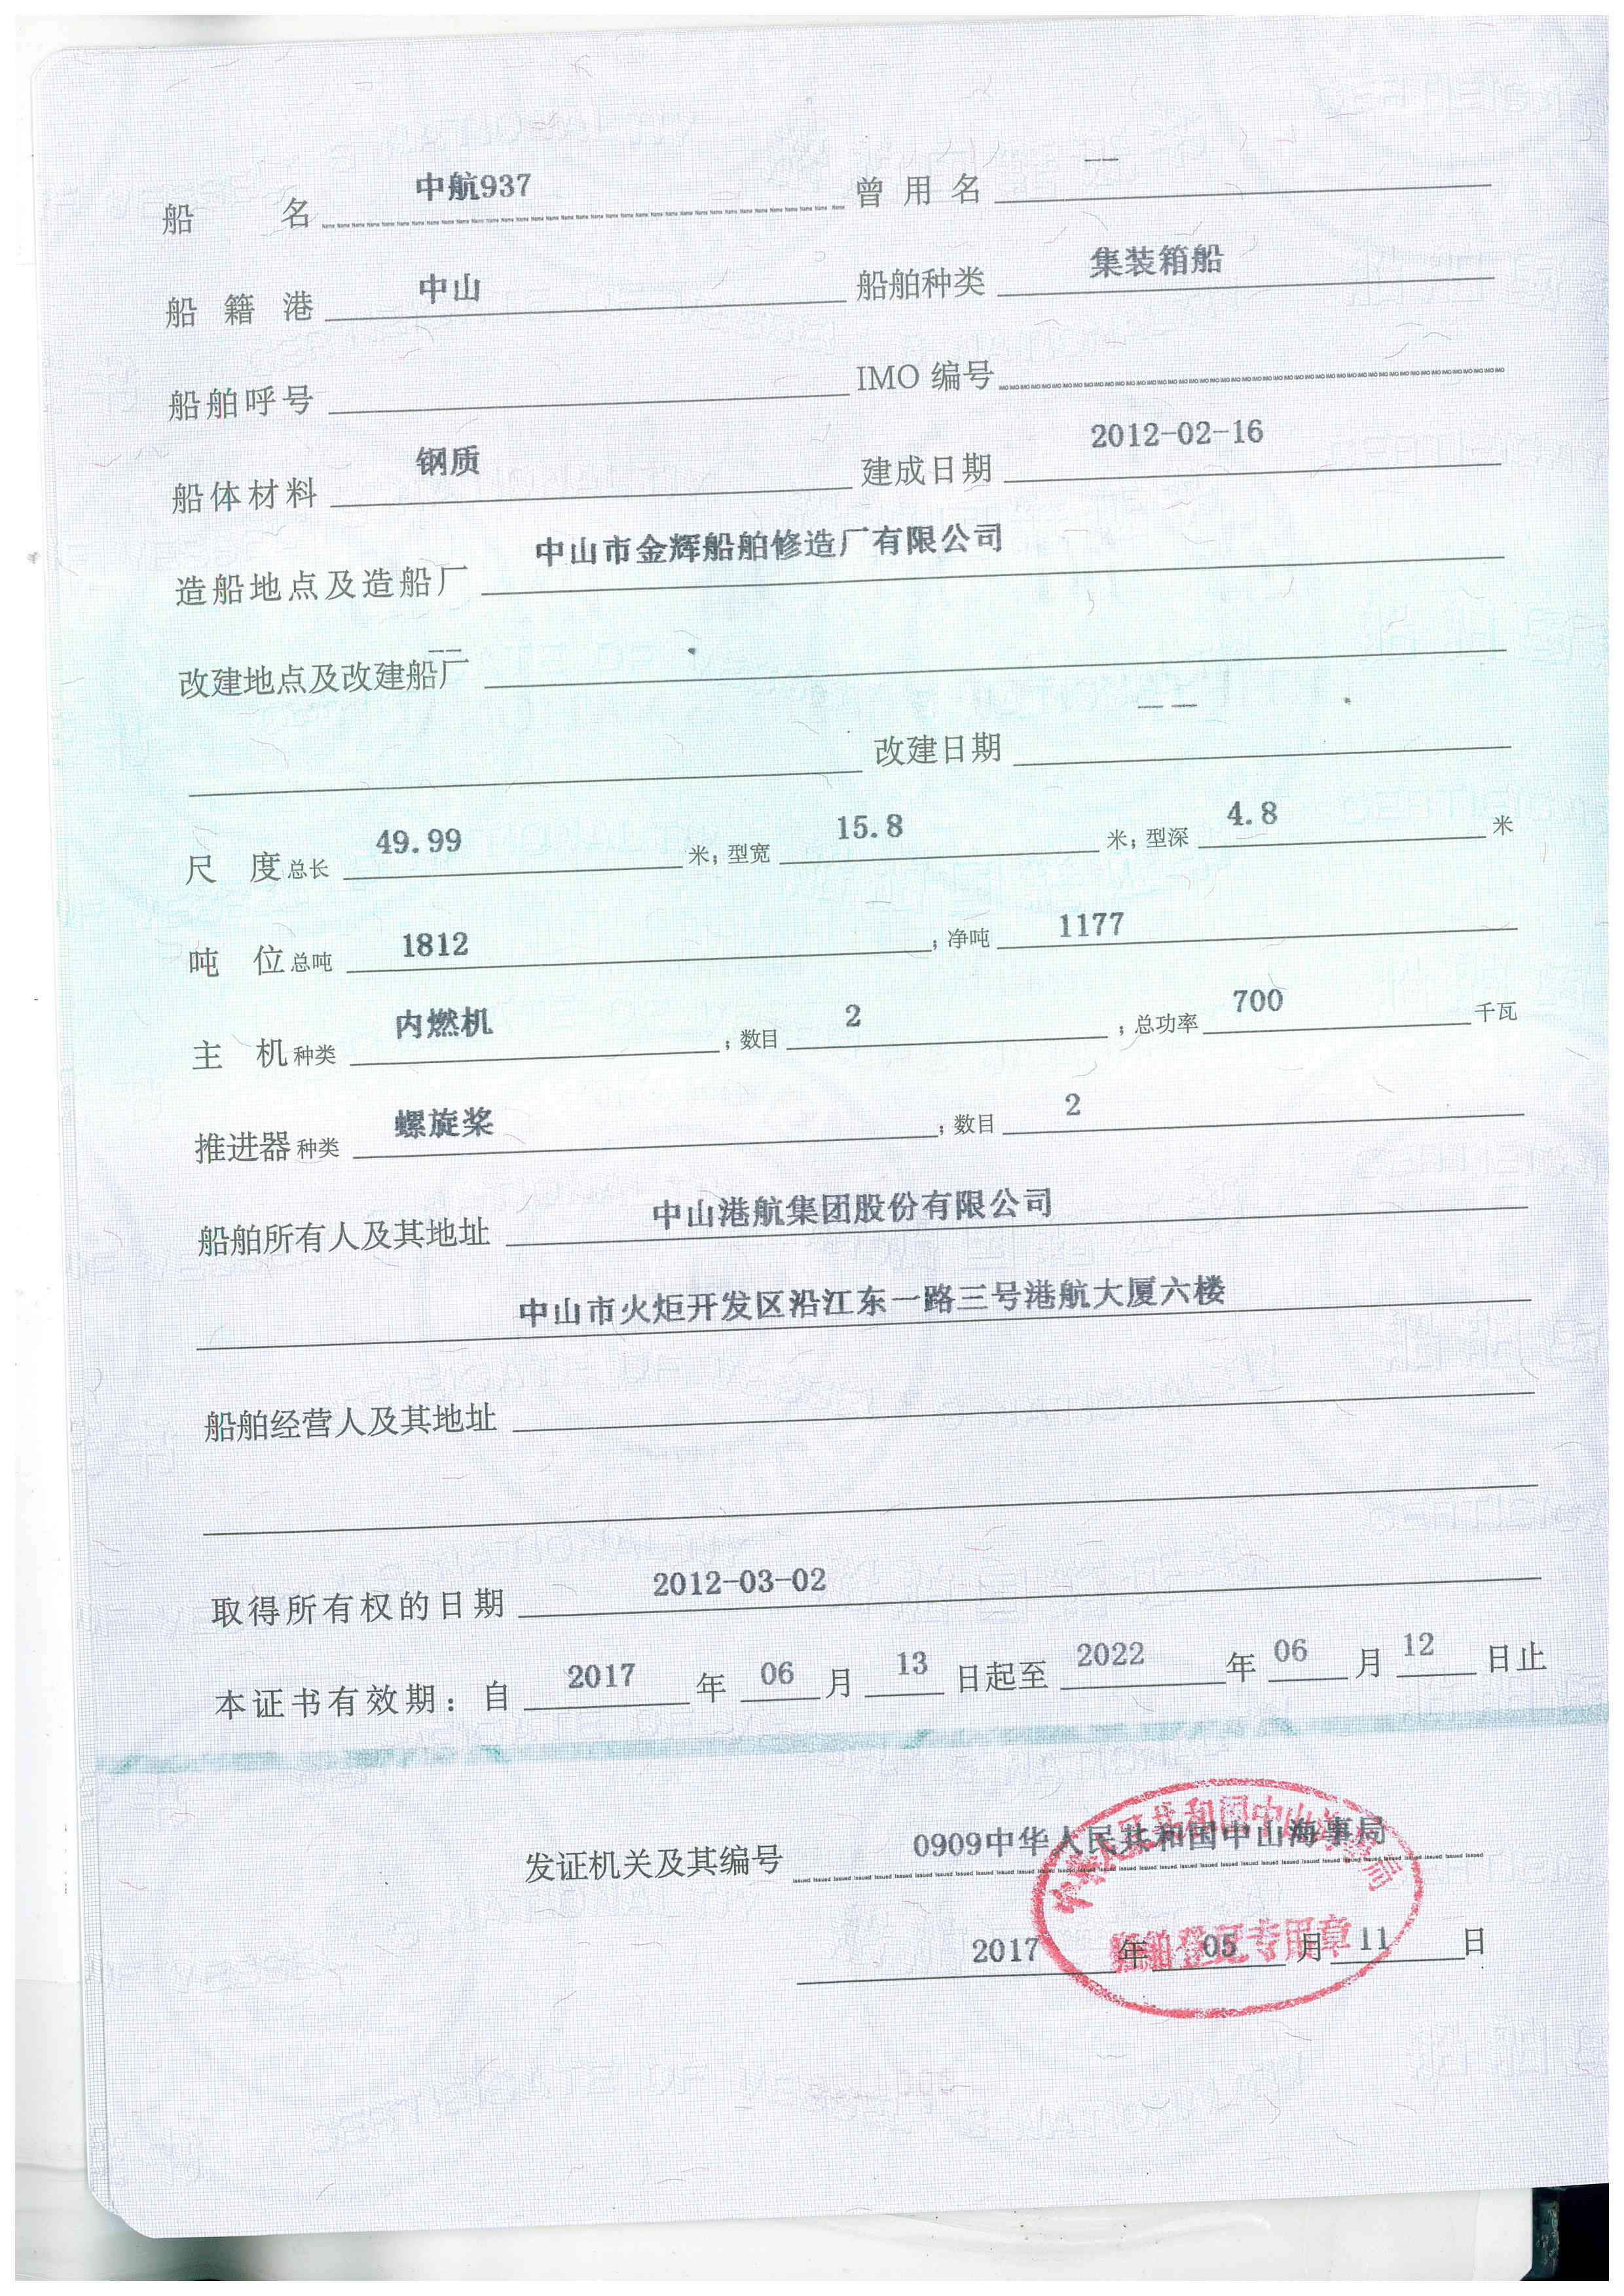 船 名 中航937 曾用名 ——
船籍港 中山 船舶种类 集装箱船
船舶呼号 IMO 编号
船体材料 钢质 建成日期 2012-02-16
造船地点及造船厂 中山市金辉船舶修造厂有限公司
改建地点及改建船厂 ——
改建日期 —— ——
尺 度 总长 49.99 米; 型宽 15.8 米; 型深 4.8 米
吨 位 总吨 1812 ; 净吨 1177
主 机 种类 内燃机 ; 数目 2 ; 总功率 700 千瓦
推进器 种类 螺旋桨 ; 数目 2
船舶所有人及其地址 中山港航集团股份有限公司
中山市火炬开发区沿江东一路三号港航大厦六楼
船舶经营人及其地址
取得所有权的日期 2012-03-02
本证书有效期: 自 2017 年 06 月 13 日起至 2022 年 06 月 12 日止
发证机关及其编号 0909中华人民共和国中山海事局
中华人民共和国中山海事局
船舶登记专用章
2017 年 05 月 11 日